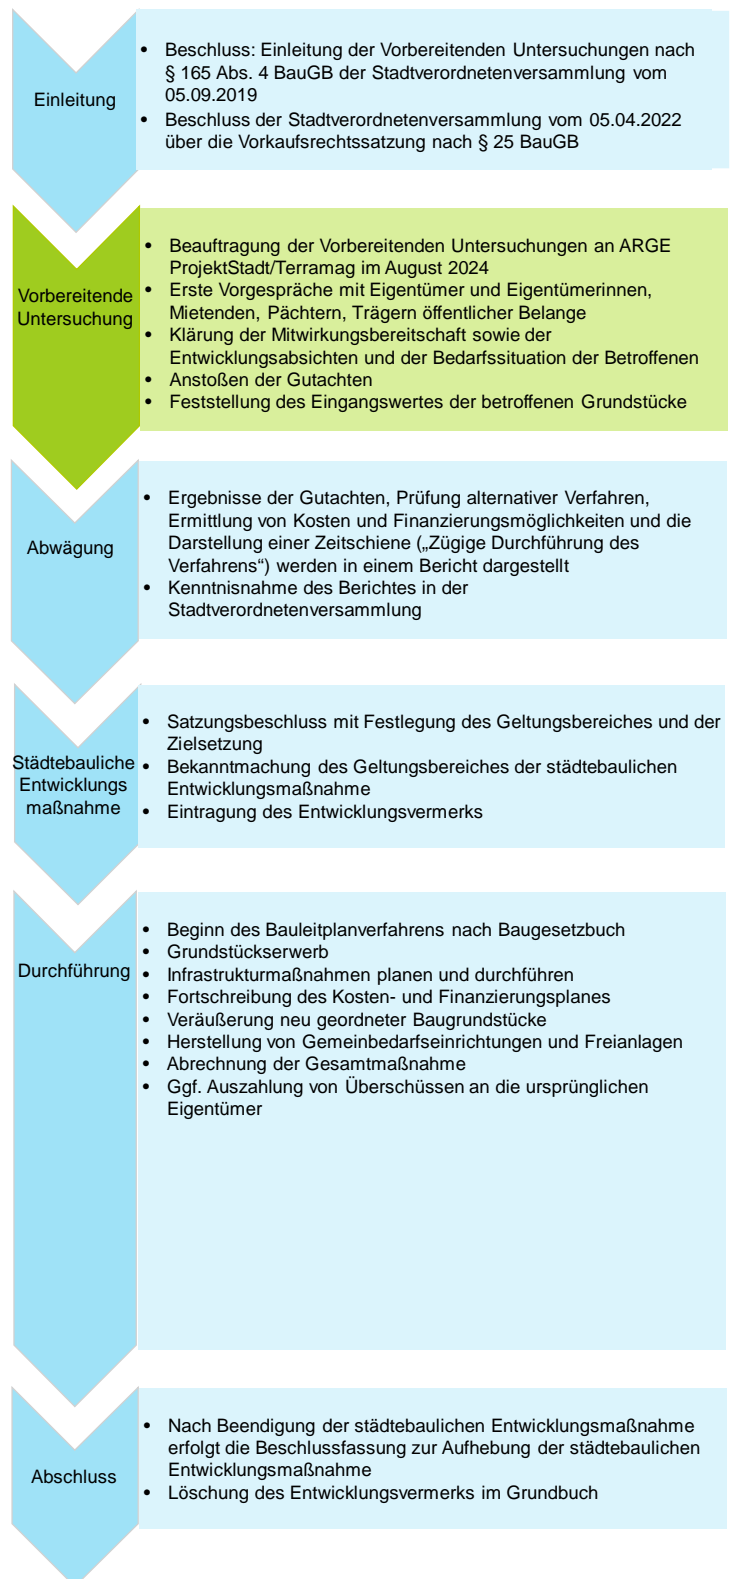 Einleitung
• Beschluss: Einleitung der Vorbereitenden Untersuchungen nach
§ 165 Abs. 4 BauGB der Stadtverordnetenversammlung vom
05.09.2019
• Beschluss der Stadtverordnetenversammlung vom 05.04.2022
über die Vorkaufsrechtssatzung nach § 25 BauGB
Vorbereitende
Untersuchung
• Beauftragung der Vorbereitenden Untersuchungen an ARGE
ProjektStadt/Terramag im August 2024
• Erste Vorgespräche mit Eigentümer und Eigentümerinnen,
Mietenden, Pächtern, Trägern öffentlicher Belange
• Klärung der Mitwirkungsbereitschaft sowie der
Entwicklungsabsichten und der Bedarfssituation der Betroffenen
• Anstoßen der Gutachten
• Feststellung des Eingangswertes der betroffenen Grundstücke
Abwägung
• Ergebnisse der Gutachten, Prüfung alternativer Verfahren,
Ermittlung von Kosten und Finanzierungsmöglichkeiten und die
Darstellung einer Zeitschiene („Zügige Durchführung des
Verfahrens“) werden in einem Bericht dargestellt
• Kenntnisnahme des Berichtes in der
Stadtverordnetenversammlung
Städtebauliche
Entwicklungs
maßnahme
• Satzungsbeschluss mit Festlegung des Geltungsbereiches und der
Zielsetzung
• Bekanntmachung des Geltungsbereiches der städtebaulichen
Entwicklungsmaßnahme
• Eintragung des Entwicklungsvermerks
Durchführung
• Beginn des Bauleitplanverfahrens nach Baugesetzbuch
• Grundstückserwerb
• Infrastrukturmaßnahmen planen und durchführen
• Fortschreibung des Kosten- und Finanzierungsplanes
• Veräußerung neu geordneter Baugrundstücke
• Herstellung von Gemeinbedarfseinrichtungen und Freianlagen
• Abrechnung der Gesamtmaßnahme
• Ggf. Auszahlung von Überschüssen an die ursprünglichen
Eigentümer
Abschluss
• Nach Beendigung der städtebaulichen Entwicklungsmaßnahme
erfolgt die Beschlussfassung zur Aufhebung der städtebaulichen
Entwicklungsmaßnahme
• Löschung des Entwicklungsvermerks im Grundbuch